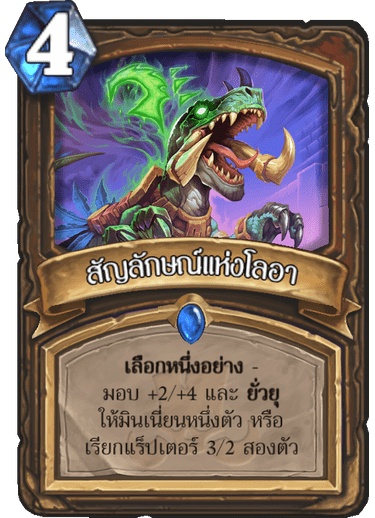 4
สัญลักษณ์แห่งโลอา
เลือกหนึ่งอย่าง -
มอบ +2/+4 และ ยั่วยุ
ให้มินเนี่ยนหนึ่งตัว หรือ
เรียกแร็ปเตอร์ 3/2 สองตัว